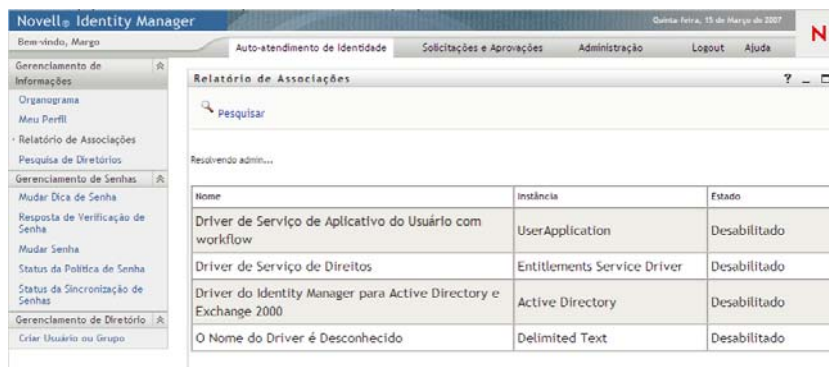 Novell® Identity Manager
Quinta-feira, 15 de Março de 2007
N
Bem-vindo, Margo
Auto-atendimento de Identidade
Solicitações e Aprovações
Administração
Logout
Ajuda
Gerenciamento de
Informações
Organograma
Meu Perfil
Relatório de Associações
Pesquisa de Diretórios
Gerenciamento de Senhas
Mudar Dica de Senha
Resposta de Verificação de
Senha
Mudar Senha
Status da Política de Senha
Status da Sincronização de
Senhas
Gerenciamento de Diretório
Criar Usuário ou Grupo
Relatório de Associações
?
Pesquisar
Resolvendo admin...
Nome Instância Estado
Driver de Serviço de Aplicativo do Usuário com
workflow UserApplication Desabilitado
Driver de Serviço de Direitos Entitlements Service Driver Desabilitado
Driver do Identity Manager para Active Directory e
Exchange 2000 Active Directory Desabilitado
O Nome do Driver é Desconhecido Delimited Text Desabilitado